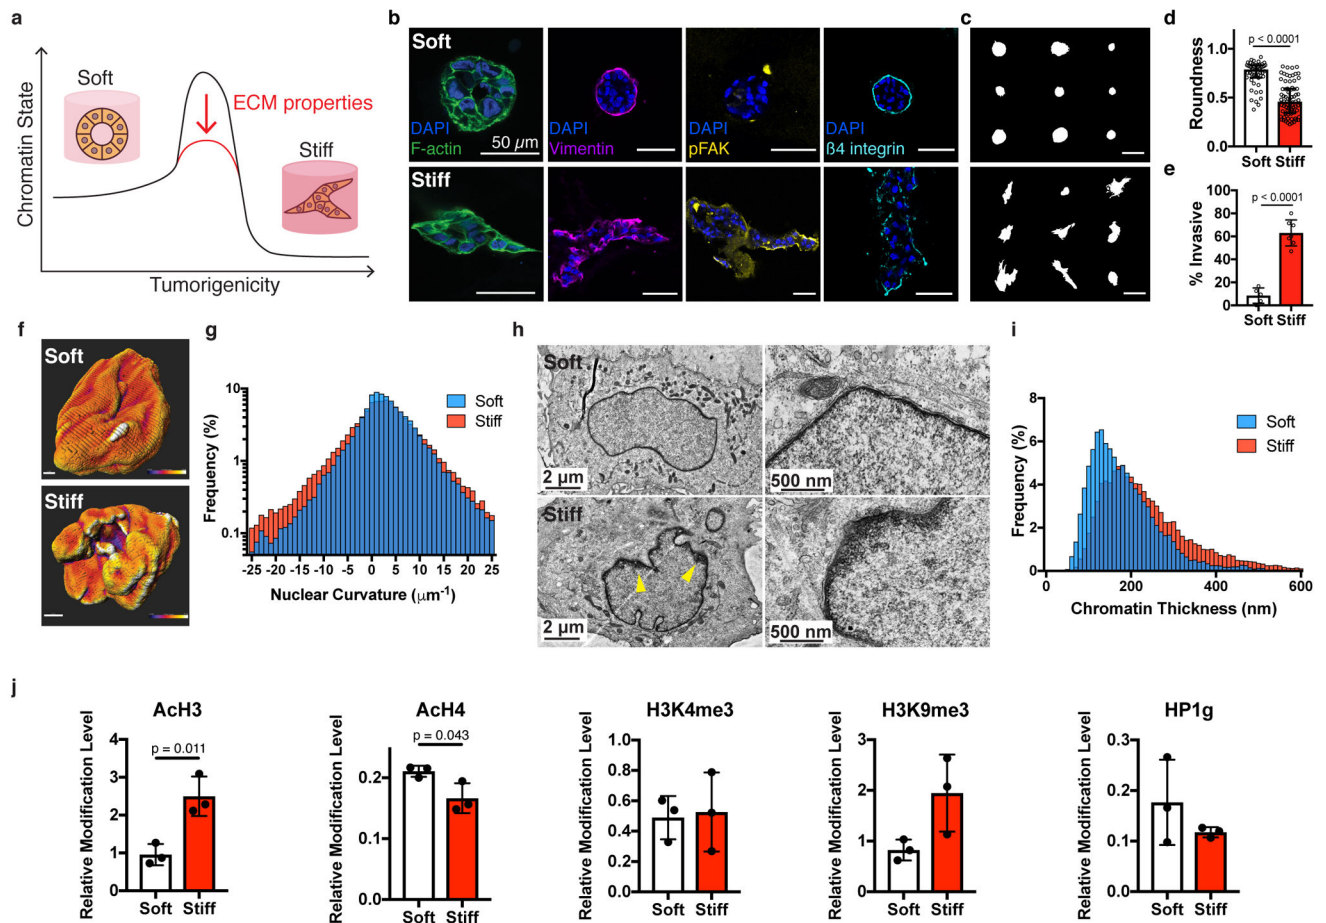 a
Chromatin State
Soft
ECM properties
Stiff
Tumorigenicity
b
Soft
DAPI
F-actin
50 µm
DAPI
Vimentin
DAPI
pFAK
DAPI
ß4 integrin
Stiff
c
d
p < 0.0001
Roundness
1.0
0.5
0.0
Soft Stiff
e
p < 0.0001
% Invasive
100
80
60
40
20
0
Soft Stiff
f
Soft
Stiff
g
Frequency (%)
10
1
0.1
Soft
Stiff
-25 -20 -15 -10 -5 0 5 10 15 20 25
Nuclear Curvature (µm-1)
h
Soft
2 µm
500 nm
Stiff
2 µm
500 nm
i
Frequency (%)
8
6
4
2
0
Soft
Stiff
0 200 400 600
Chromatin Thickness (nm)
j
AcH3
p = 0.011
Relative Modification Level
4
3
2
1
0
Soft Stiff
AcH4
p = 0.043
Relative Modification Level
0.2
0.1
0.0
Soft Stiff
H3K4me3
Relative Modification Level
1.0
0.8
0.6
0.4
0.2
0.0
Soft Stiff
H3K9me3
Relative Modification Level
3
2
1
0
Soft Stiff
HP1g
Relative Modification Level
0.3
0.2
0.1
0.0
Soft Stiff